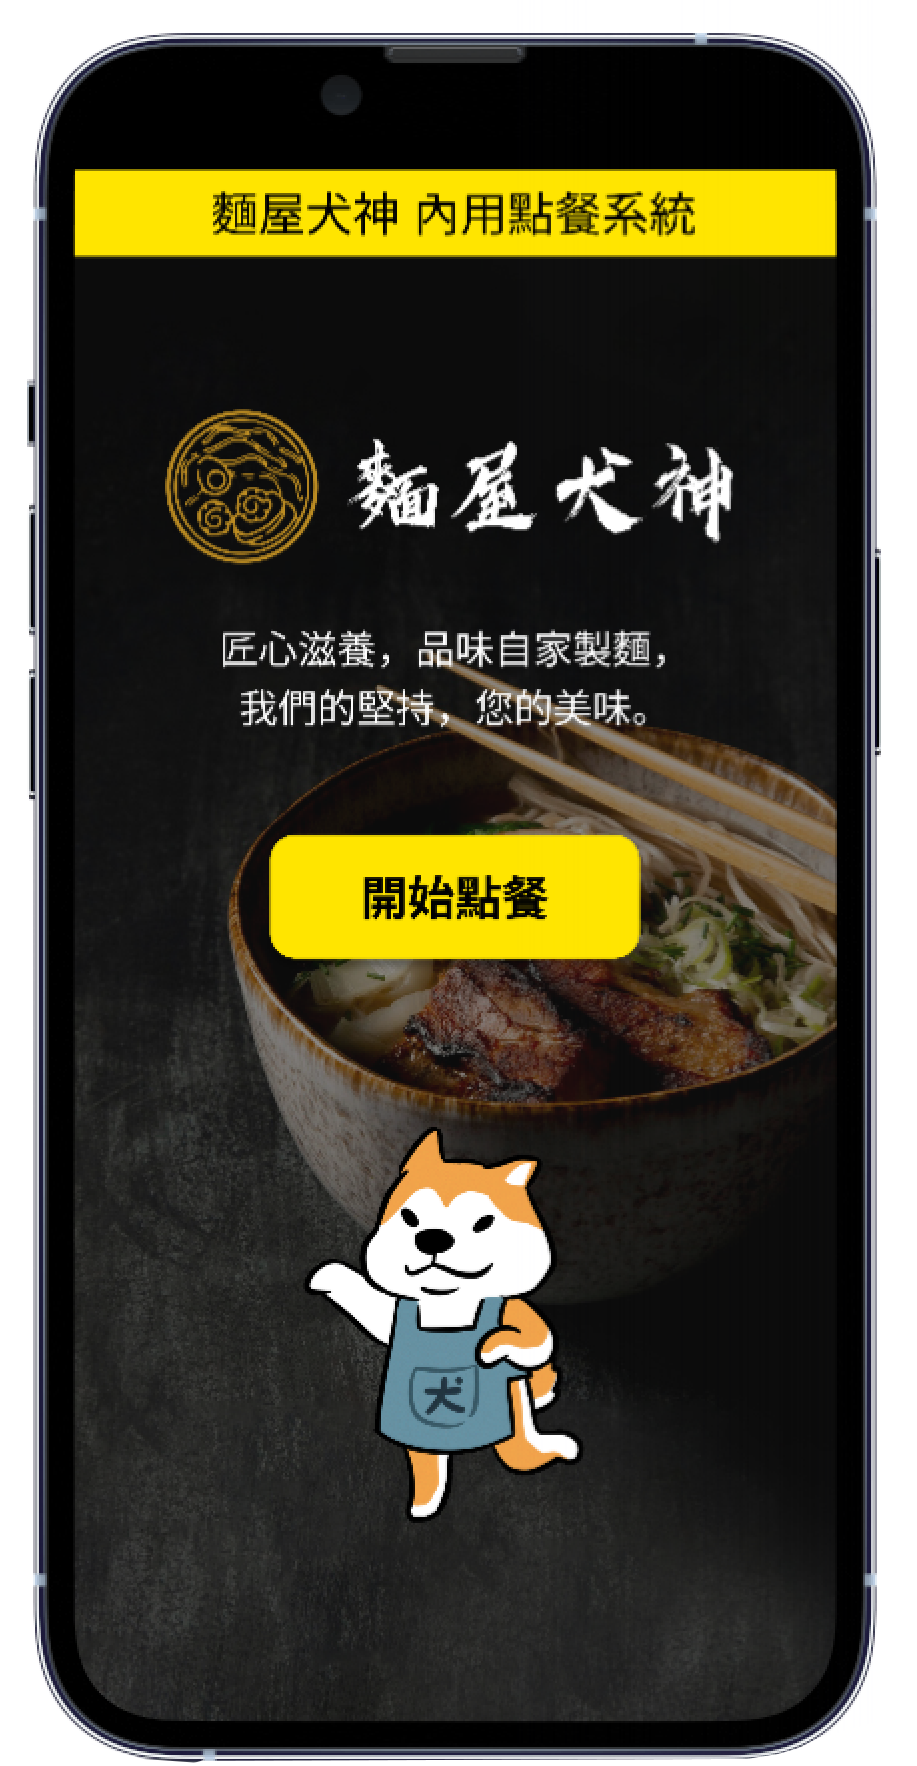 麵屋犬神 內用點餐系統
麵屋犬神
匠心滋養，品味自家製麵，
我們的堅持，您的美味。
開始點餐
犬